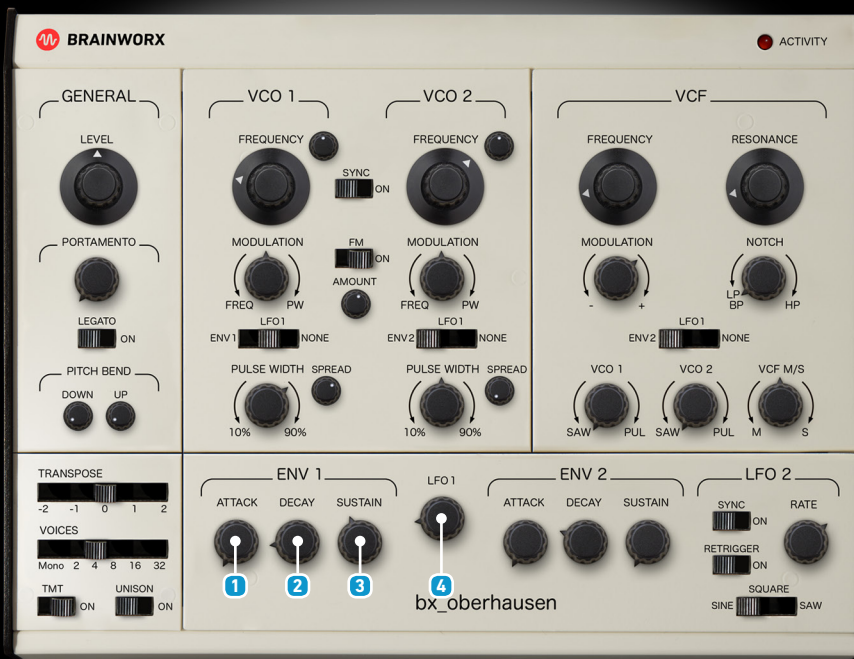 BRAINWORX
ACTIVITY
GENERAL
LEVEL
PORTAMENTO
LEGATO
ON
PITCH BEND
DOWN UP
VCO 1 VCO 2
FREQUENCY FREQUENCY
SYNC
ON
MODULATION FM MODULATION
ON
AMOUNT
FREQ PW FREQ PW
LFO1 LFO1
ENV1 NONE ENV2 NONE
PULSE WIDTH SPREAD PULSE WIDTH SPREAD
10% 90% 10% 90%
VCF
FREQUENCY RESONANCE
MODULATION NOTCH
- + LP BP HP
LFO1
ENV2 NONE
VCO 1 VCO 2 VCF M/S
SAW PUL SAW PUL M S
TRANSPOSE
-2 -1 0 1 2
VOICES
Mono 2 4 8 16 32
TMT UNISON
ON ON
ENV 1
ATTACK DECAY SUSTAIN
LFO1
1 2 3 4
ENV 2
ATTACK DECAY SUSTAIN
bx_oberhausen
LFO 2
SYNC RATE
ON
RETRIGGER
ON
SQUARE
SINE SAW